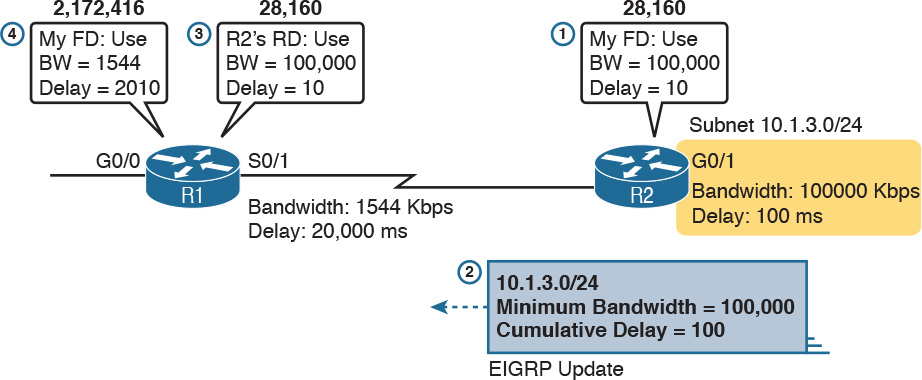 2,172,416
28,160
28,160
4
My FD: Use
BW = 1544
Delay = 2010
3
R2's RD: Use
BW = 100,000
Delay = 10
1
My FD: Use
BW = 100,000
Delay = 10
Subnet 10.1.3.0/24
G0/0
R1
S0/1
Bandwidth: 1544 Kbps
Delay: 20,000 ms
R2
G0/1
Bandwidth: 100000 Kbps
Delay: 100 ms
2
10.1.3.0/24
Minimum Bandwidth = 100,000
Cumulative Delay = 100
EIGRP Update